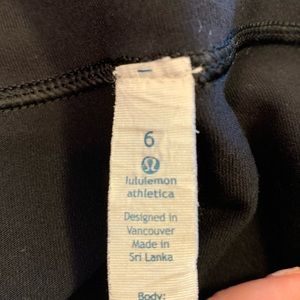 6
lululemon
athletica
Designed in
Vancouver
Made in
Sri Lanka
Body: